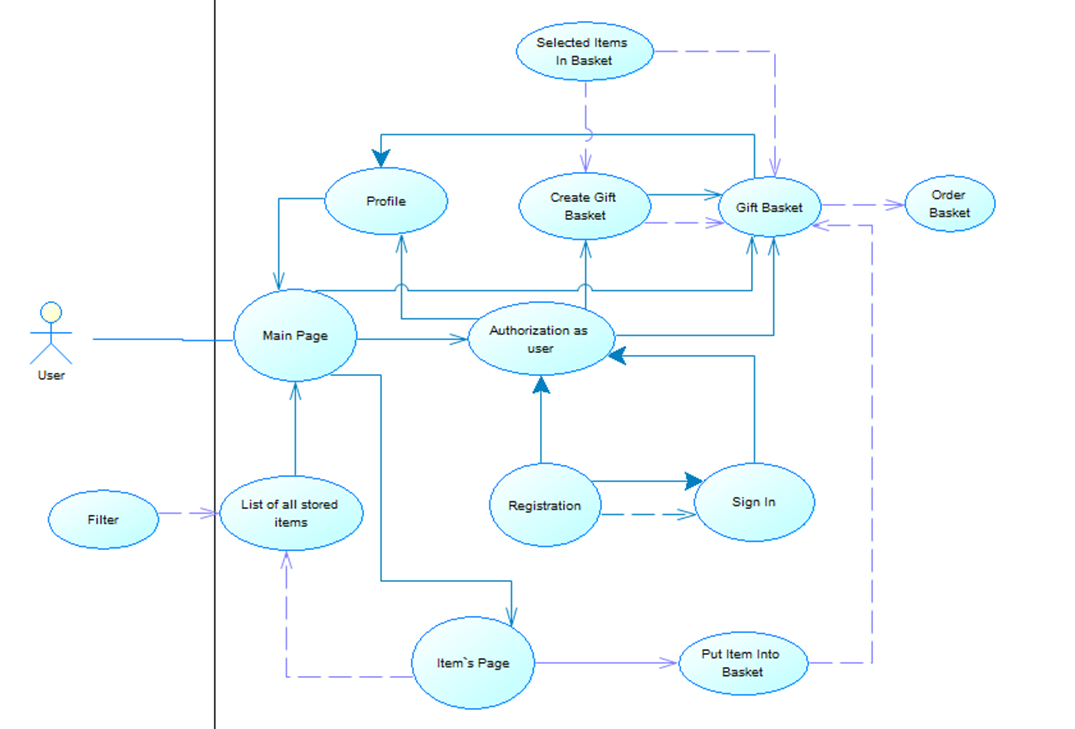 Selected Items
In Basket
Profile
Create Gift
Basket
Gift Basket
Order
Basket
User
Main Page
Authorization as
user
Filter
List of all stored
items
Registration
Sign In
Item`s Page
Put Item Into
Basket